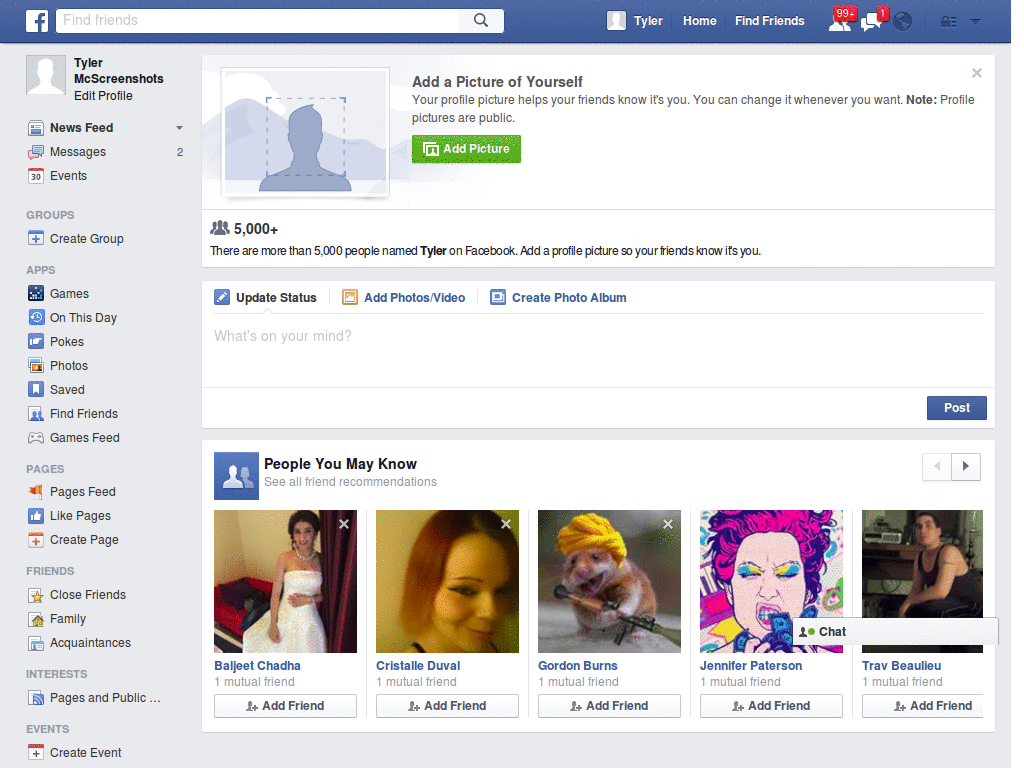 f
Find friends
Tyler
Home
Find Friends
99+
1
Tyler
McScreenshots
Edit Profile
News Feed
Messages
2
30
Events
GROUPS
Create Group
APPS
Games
On This Day
Pokes
Photos
Saved
Find Friends
Games Feed
PAGES
Pages Feed
Like Pages
Create Page
FRIENDS
Close Friends
Family
Acquaintances
INTERESTS
Pages and Public ...
EVENTS
Create Event
Add a Picture of Yourself
Your profile picture helps your friends know it's you. You can change it whenever you want. Note: Profile
pictures are public.
Add Picture
5,000+
There are more than 5,000 people named Tyler on Facebook. Add a profile picture so your friends know it's you.
Update Status
Add Photos/Video
Create Photo Album
What's on your mind?
Post
People You May Know
See all friend recommendations
Baljeet Chadha
1 mutual friend
Add Friend
Cristalle Duval
1 mutual friend
Add Friend
Gordon Burns
1 mutual friend
Add Friend
Jennifer Paterson
1 mutual friend
Add Friend
Trav Beaulieu
1 mutual friend
Add Friend
Chat